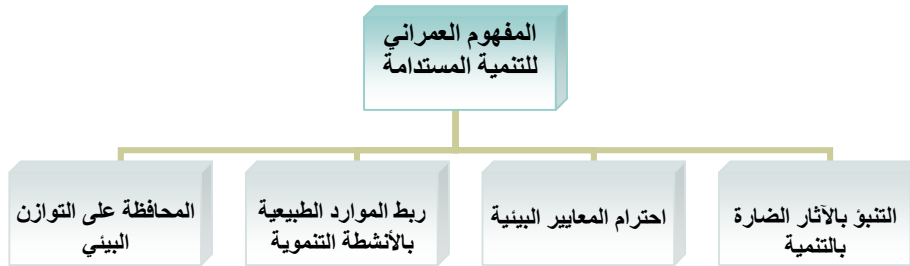 المفهوم العمراني
للتنمية المستدامة
التنبؤ بالآثار الضارة
بالتنمية
احترام المعايير البيئية
ربط الموارد الطبيعية
بالأنشطة التنموية
المحافظة على التوازن
البيئي